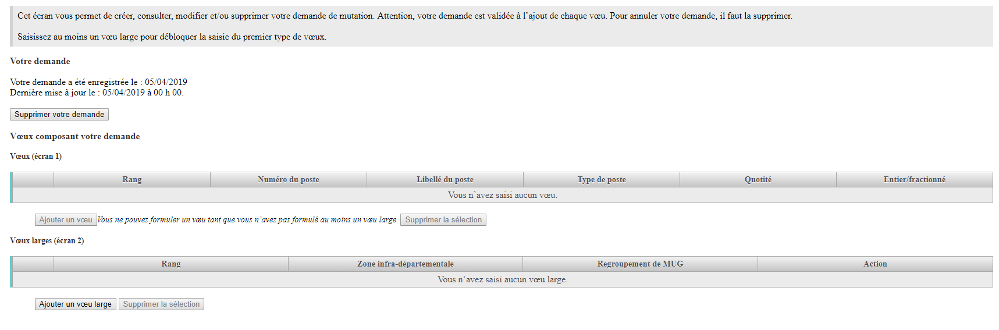 Cet écran vous permet de créer, consulter, modifier et/ou supprimer votre demande de mutation. Attention, votre demande est validée à l’ajout de chaque vœu. Pour annuler votre demande, il faut la supprimer.
Saisissez au moins un vœu large pour débloquer la saisie du premier type de vœux.
Votre demande
Votre demande a été enregistrée le : 05/04/2019
Dernière mise à jour le : 05/04/2019 à 00 h 00.
Supprimer votre demande
Vœux composant votre demande
Vœux (écran 1)
Rang Numéro du poste Libellé du poste Type de poste Quotité Entier/fractionné
Vous n’avez saisi aucun vœu.
Ajouter un vœu Vous ne pouvez formuler un vœu tant que vous n’avez pas formulé au moins un vœu large. Supprimer la sélection
Vœux larges (écran 2)
Rang Zone infra-départementale Regroupement de MUG Action
Vous n’avez saisi aucun vœu large.
Ajouter un vœu large Supprimer la sélection